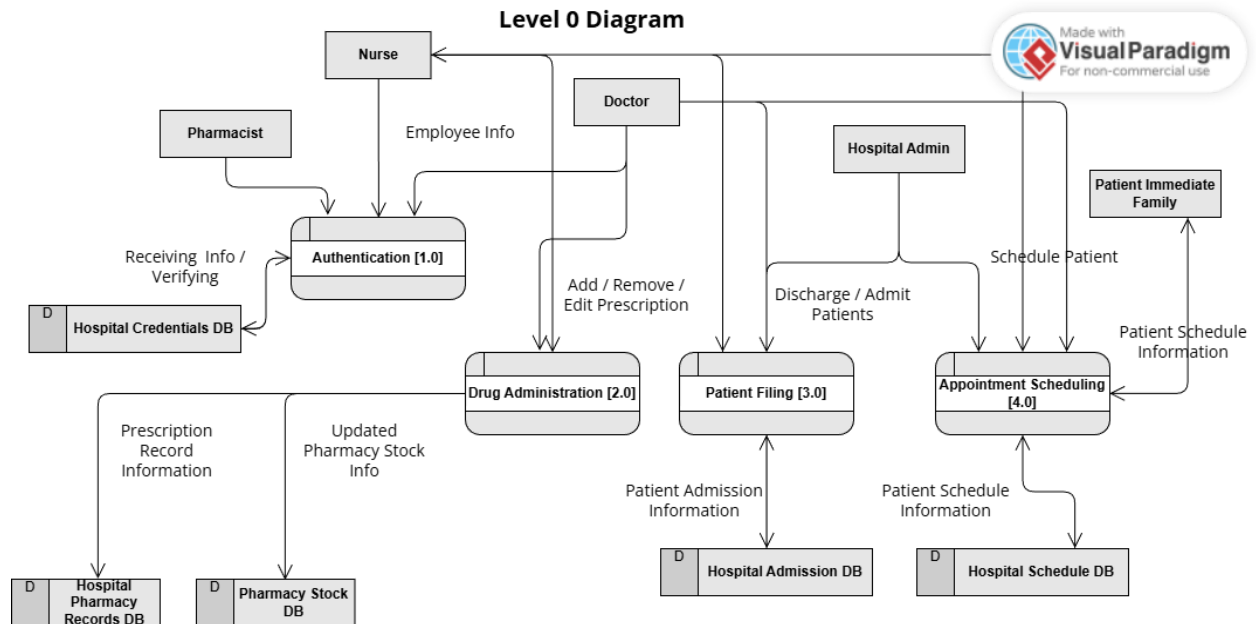 Level 0 Diagram
Made with
Visual Paradigm
For non-commercial use
Nurse
Doctor
Pharmacist
Employee Info
Hospital Admin
Patient Immediate
Family
Receiving Info /
Verifying
Authentication [1.0]
Schedule Patient
Add / Remove /
Edit Prescription
Discharge / Admit
Patients
D
Hospital Credentials DB
Patient Schedule
Information
Drug Administration [2.0]
Patient Filing [3.0]
Appointment Scheduling
[4.0]
Prescription
Record
Information
Updated
Pharmacy Stock
Info
Patient Admission
Information
Patient Schedule
Information
D
Hospital
Pharmacy
Records DB
D
Pharmacy Stock
DB
D
Hospital Admission DB
D
Hospital Schedule DB